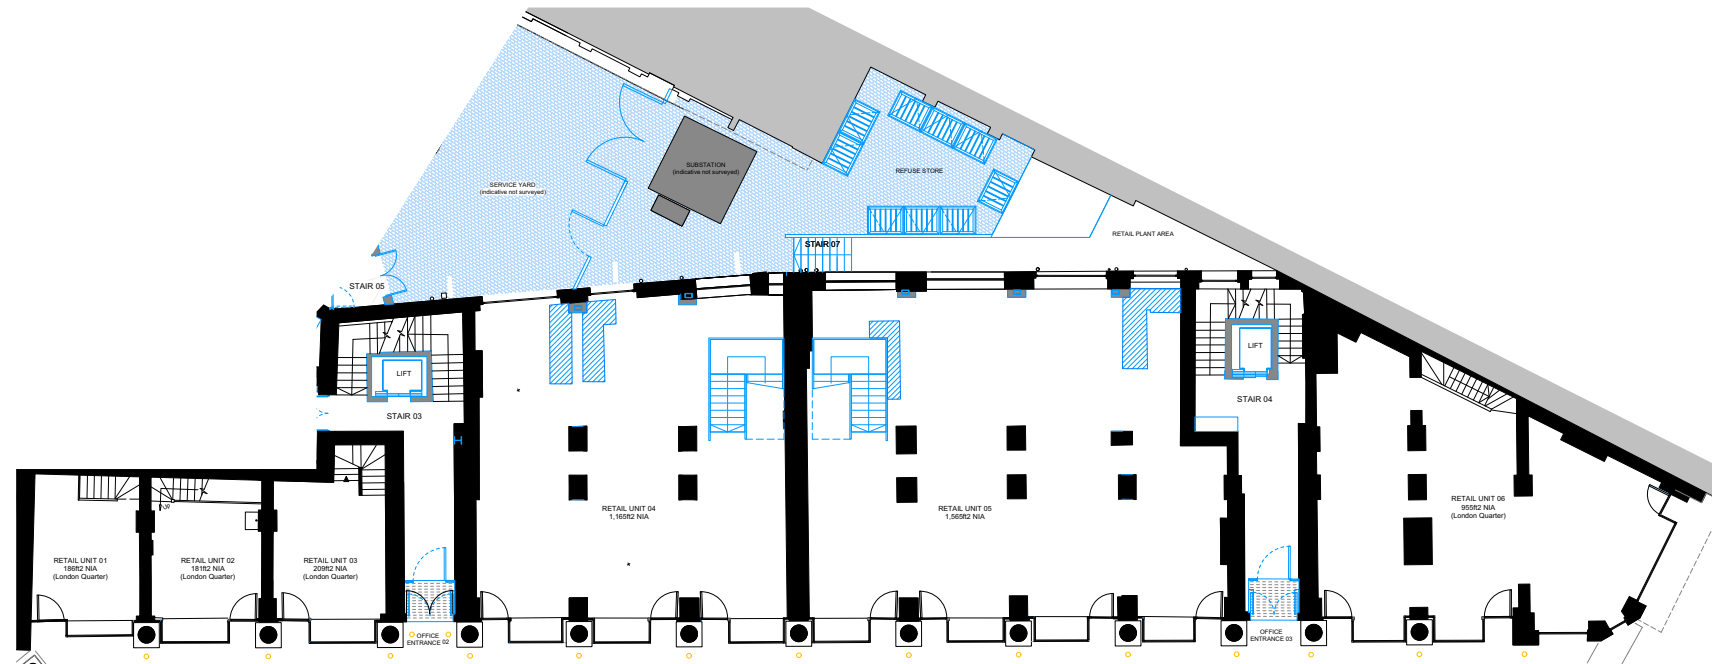 SUBSTATION
(indicative not surveyed)
REFUSE STORE
SERVICE YARD
(indicative not surveyed)
STAIR 07
RETAIL PLANT AREA
STAIR 05
LIFT
LIFT
STAIR 03
STAIR 04
RETAIL UNIT 04
1,165ft2 NIA
RETAIL UNIT 05
1,565ft2 NIA
RETAIL UNIT 06
955ft2 NIA
(London Quarter)
RETAIL UNIT 01
186ft2 NIA
(London Quarter)
RETAIL UNIT 02
181ft2 NIA
(London Quarter)
RETAIL UNIT 03
209ft2 NIA
(London Quarter)
OFFICE
ENTRANCE 02
OFFICE
ENTRANCE 03